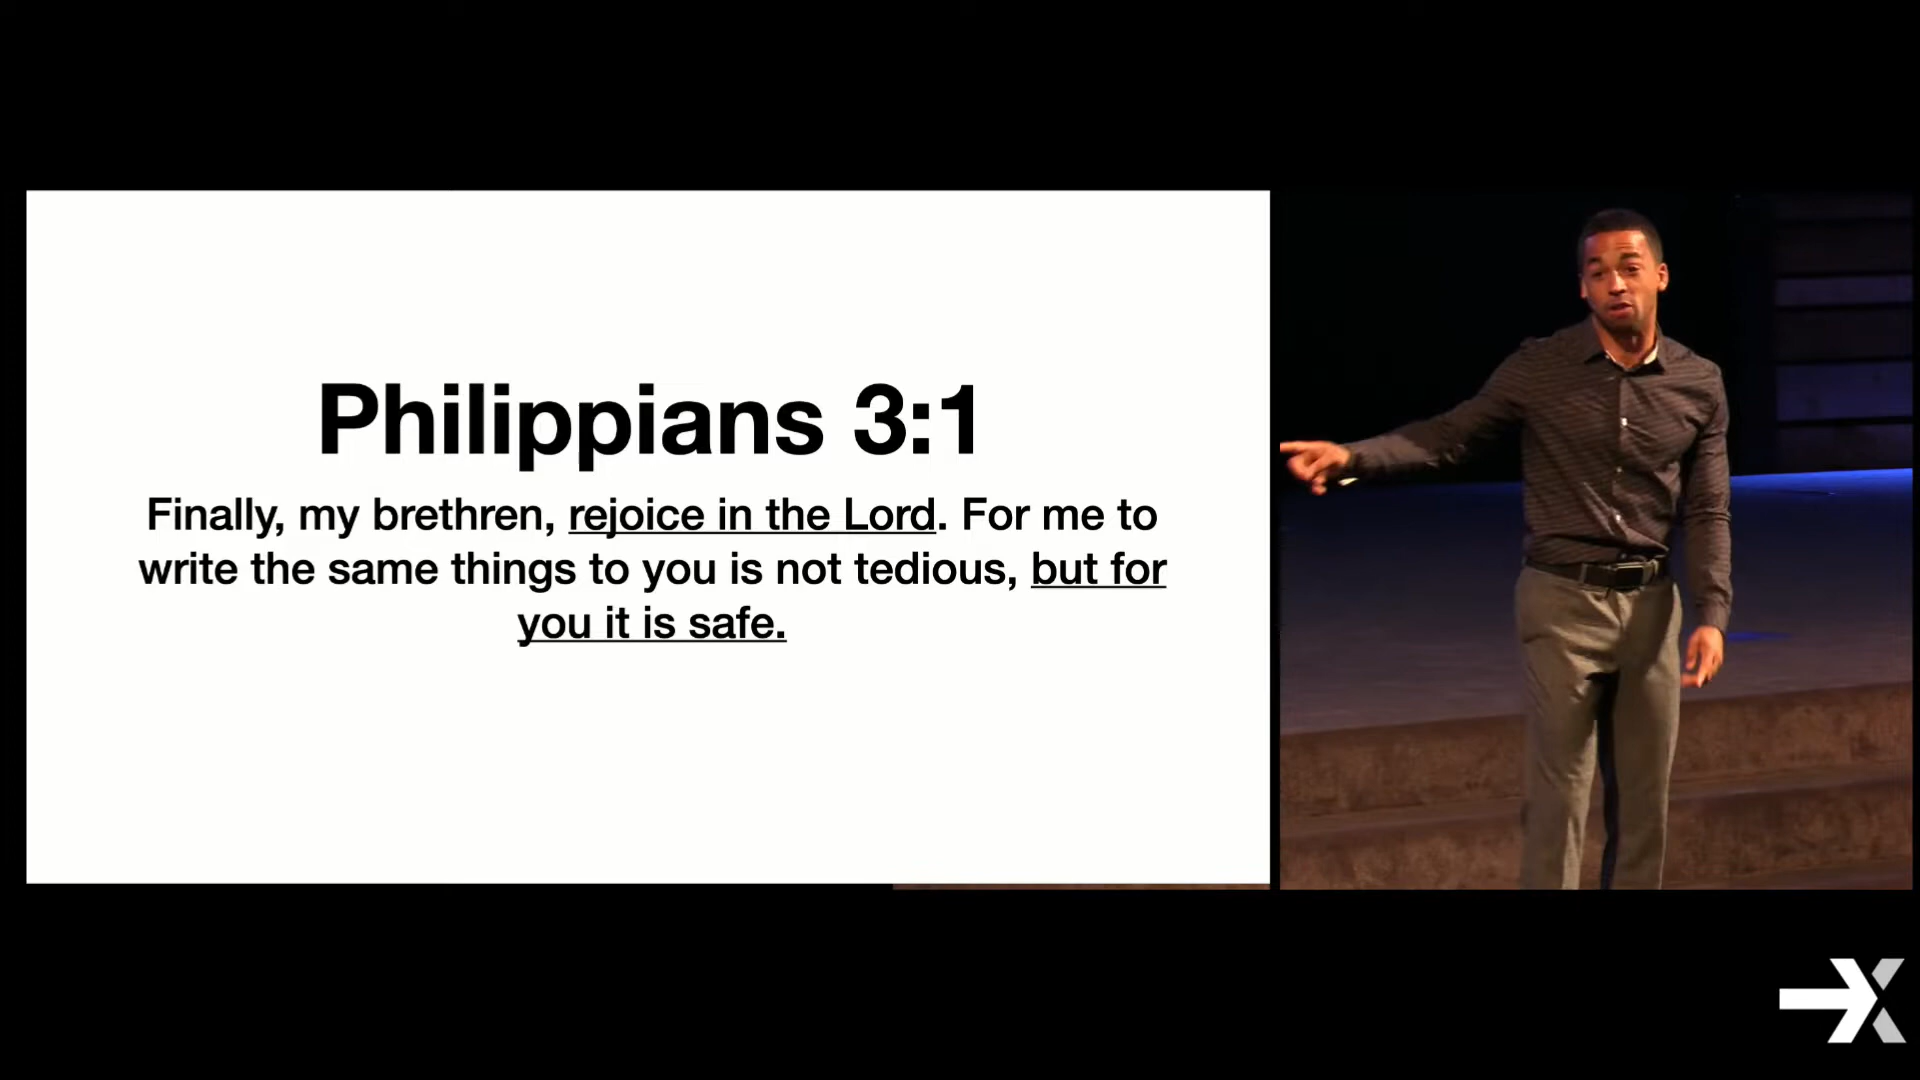 Philippians 3:1
Finally, my brethren, rejoice in the Lord. For me to
write the same things to you is not tedious, but for
you it is safe.
X